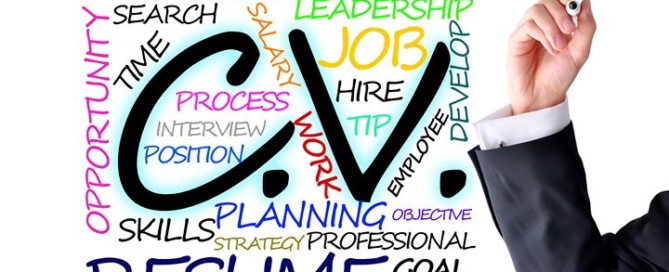 SEARCH
LEADERSHIP
OPPORTUNITY
TIME
SALARY
JOB
DEVELOP
C.V.
PROCESS
HIRE
INTERVIEW
TIP
POSITION
WORK
EMPLOYEE
SKILLS
PLANNING
OBJECTIVE
STRATEGY
PROFESSIONAL
RESUME
GOAL